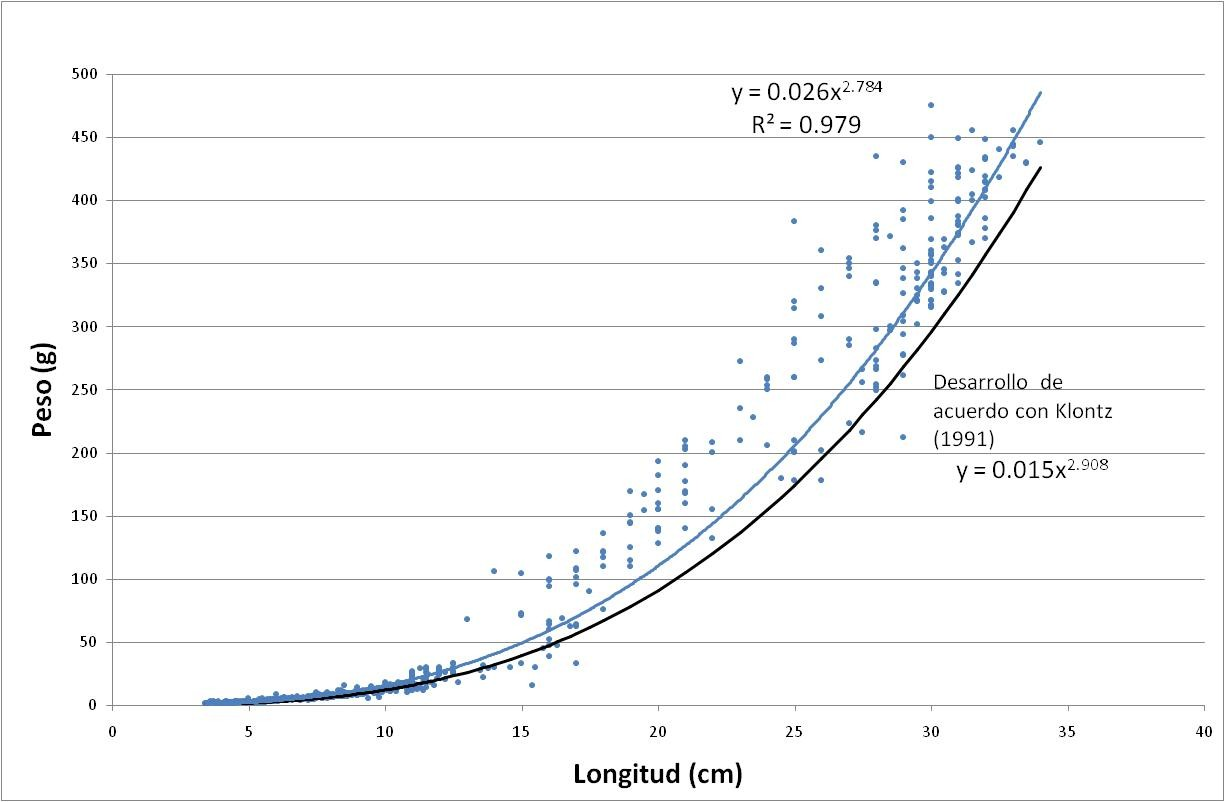 500
450
400
350
300
250
200
150
100
50
0
Peso (g)
y = 0.026x^2.784
R² = 0.979
Desarrollo de
acuerdo con Klontz
(1991)
y = 0.015x^2.908
0 5 10 15 20 25 30 35 40
Longitud (cm)